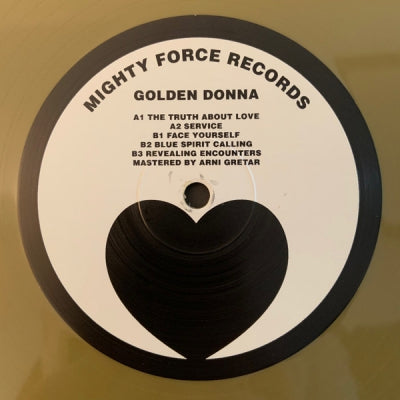 MIGHTY FORCE RECORDS
GOLDEN DONNA
A1 THE TRUTH ABOUT LOVE
A2 SERVICE
B1 FACE YOURSELF
B2 BLUE SPIRIT CALLING
B3 REVEALING ENCOUNTERS
MASTERED BY ARNI GRETAR